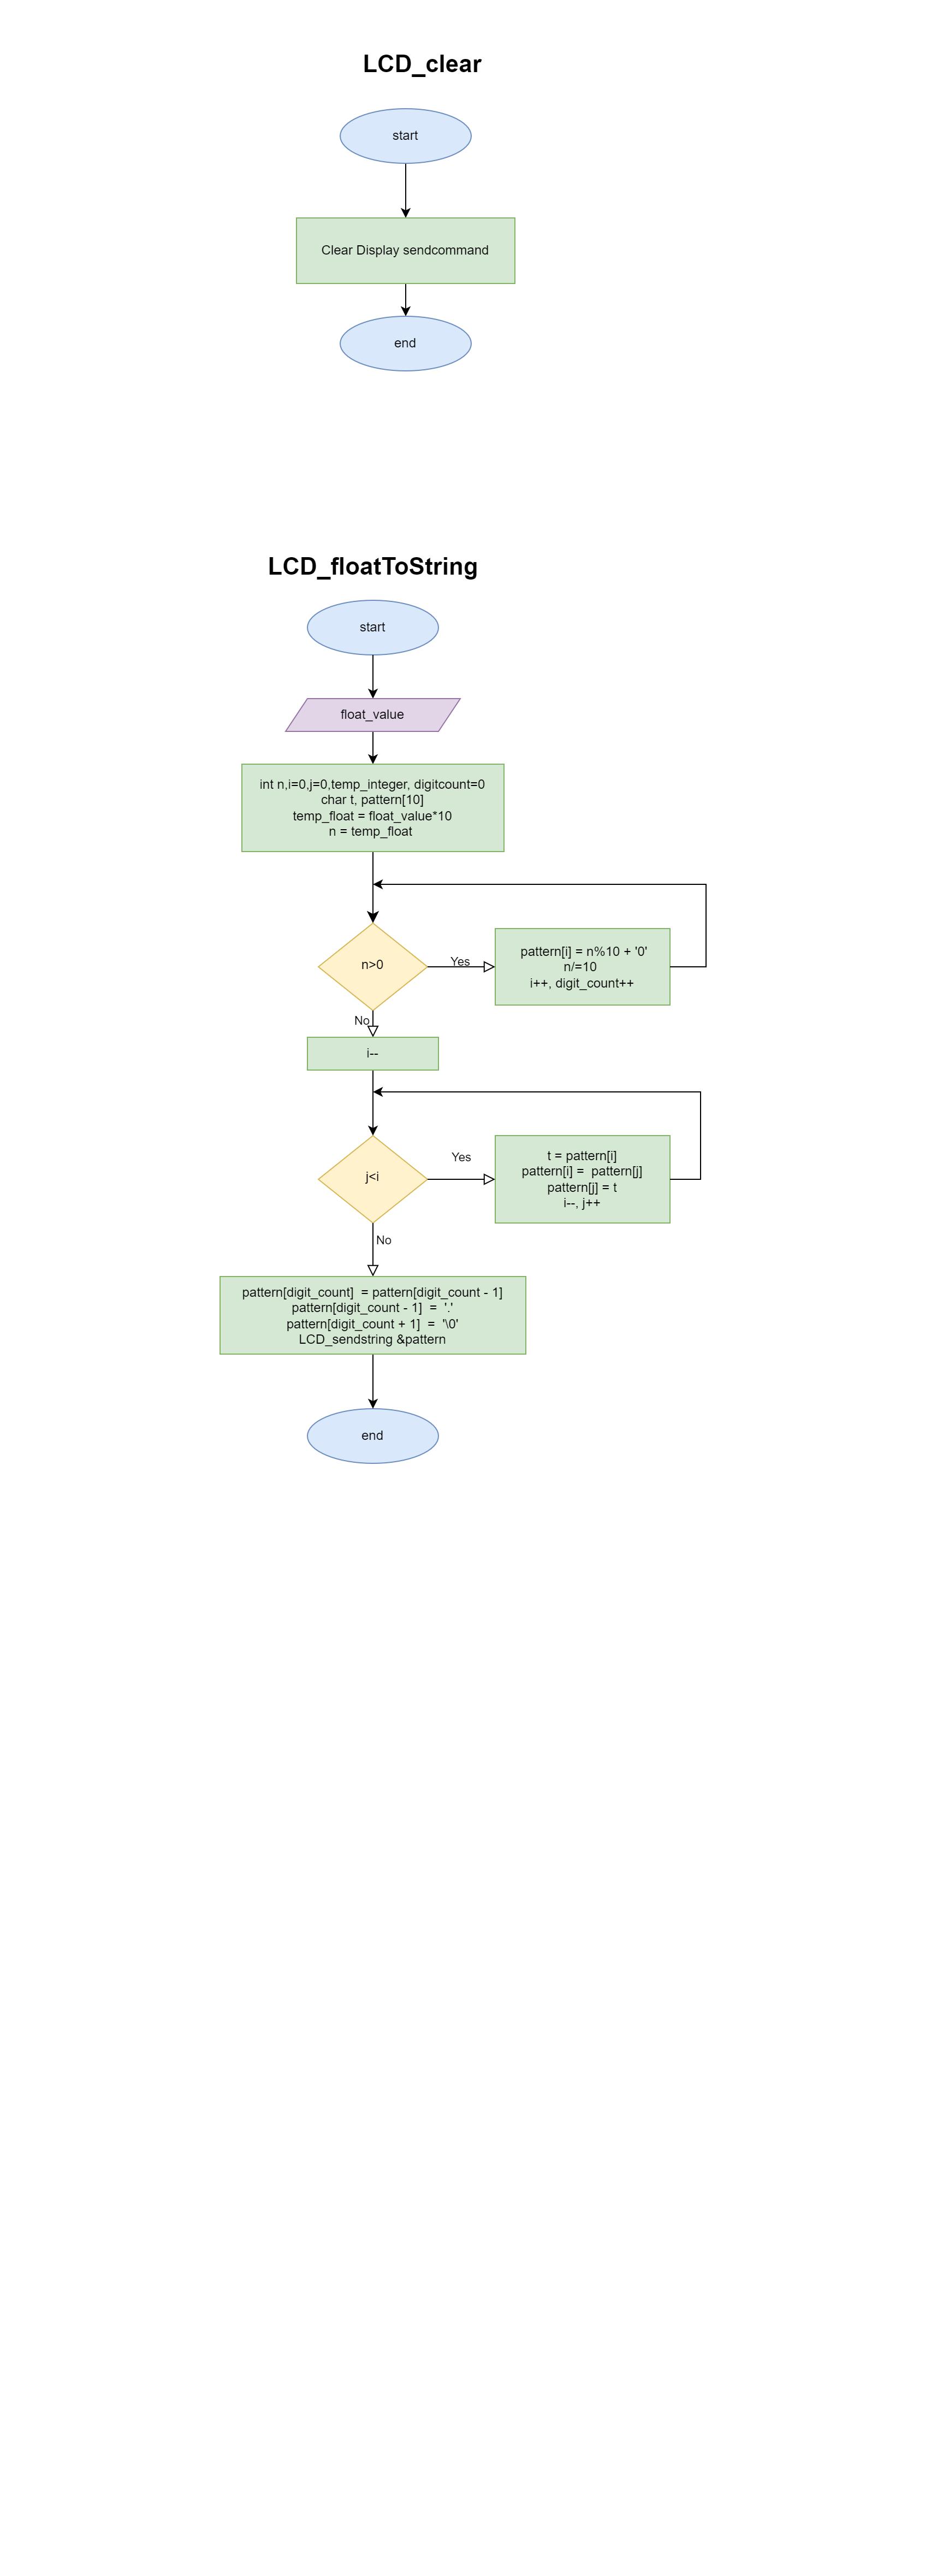 LCD_clear
start
Clear Display sendcommand
end
LCD_floatToString
start
float_value
int n,i=0,j=0,temp_integer, digitcount=0
char t, pattern[10]
temp_float = float_value*10
n = temp_float
n>0
Yes
pattern[i] = n%10 + '0'
n/=10
i++, digit_count++
No
i--
j<i
Yes
t = pattern[i]
pattern[i] =  pattern[j]
pattern[j] = t
i--, j++
No
pattern[digit_count]  = pattern[digit_count - 1]
pattern[digit_count - 1]  =  '.'
pattern[digit_count + 1]  =  '\0'
LCD_sendstring &pattern
end